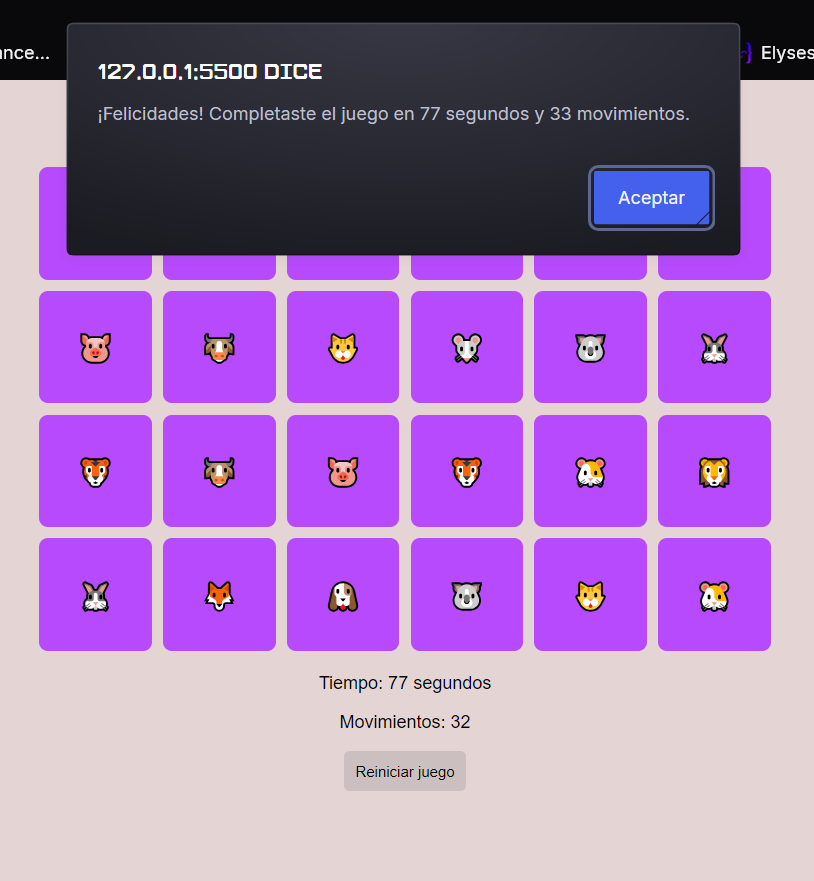 ance...
Elyses
127.0.0.1:5500 DICE
¡Felicidades! Completaste el juego en 77 segundos y 33 movimientos.
Aceptar
Tiempo: 77 segundos
Movimientos: 32
Reiniciar juego